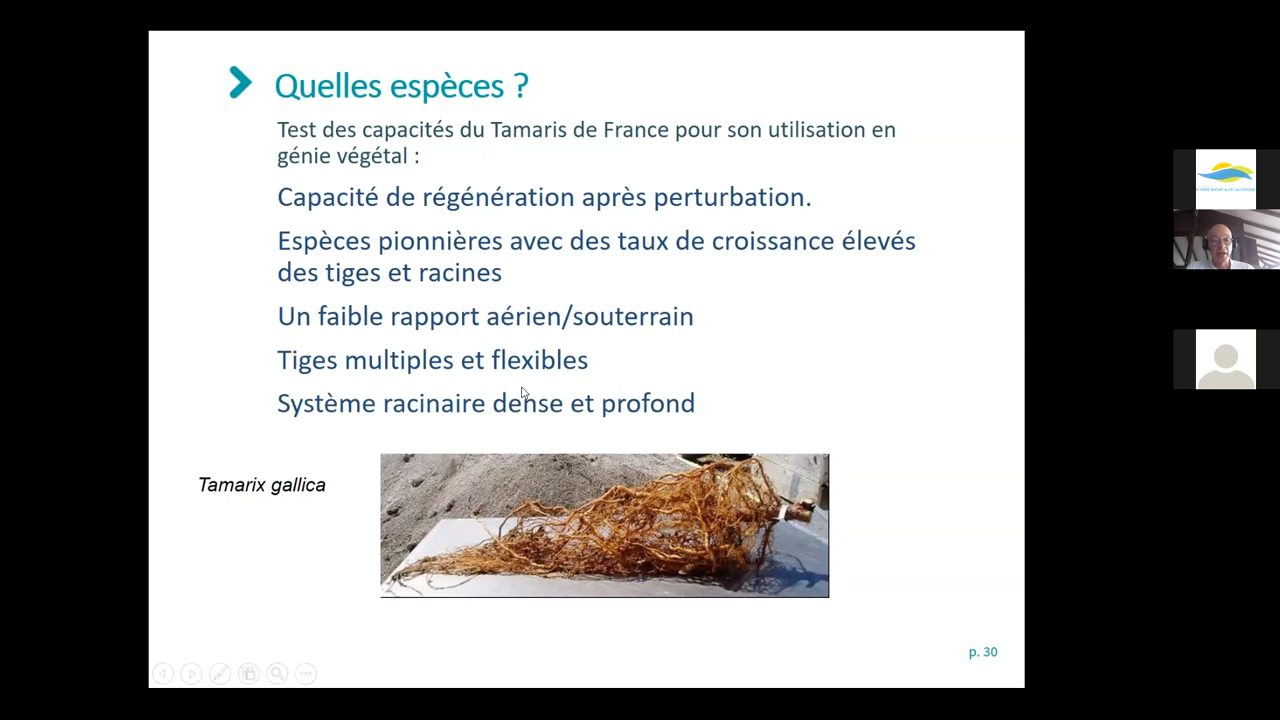 Quelles espèces ?
Test des capacités du Tamaris de France pour son utilisation en
génie végétal :
Capacité de régénération après perturbation.
Espèces pionnières avec des taux de croissance élevés
des tiges et racines
Un faible rapport aérien/souterrain
Tiges multiples et flexibles
Système racinaire dense et profond
Tamarix gallica
p. 30